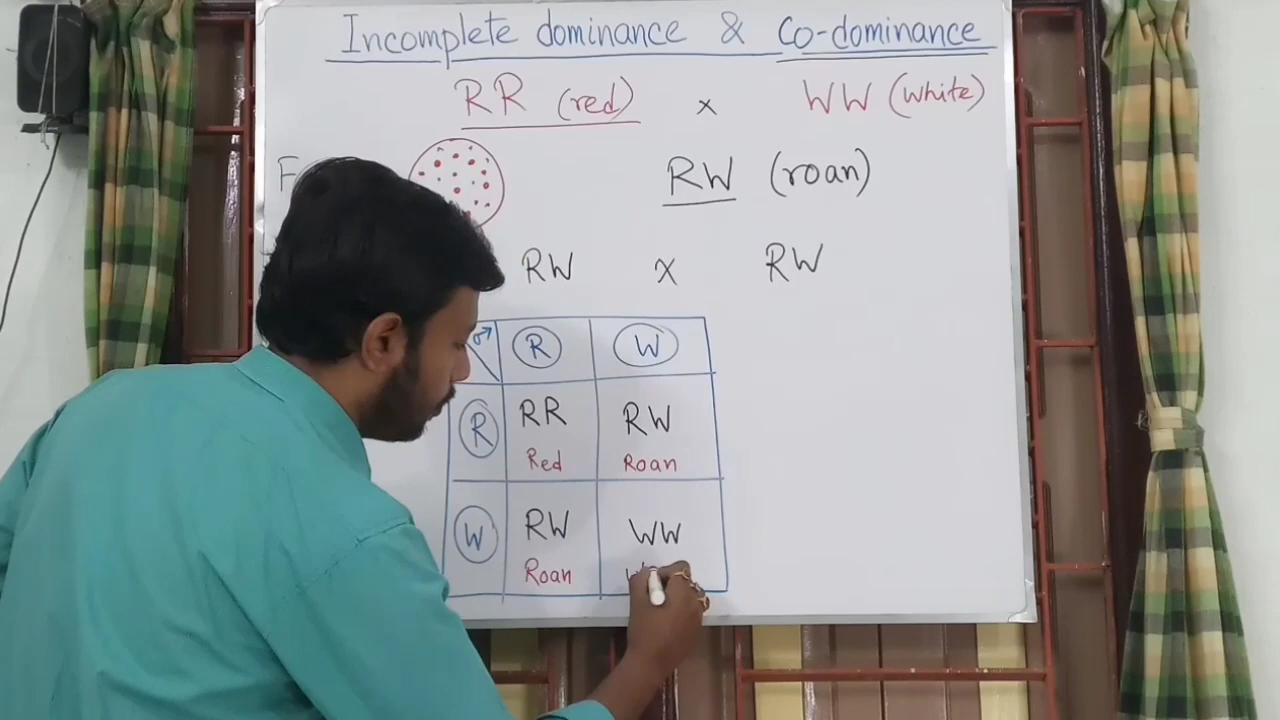 Incomplete dominance & Co-dominance
RR (red) x WW (white)
F
RW (roan)
RW x RW
♂ R W
R RR RW
Red Roan
W RW WW
Roan